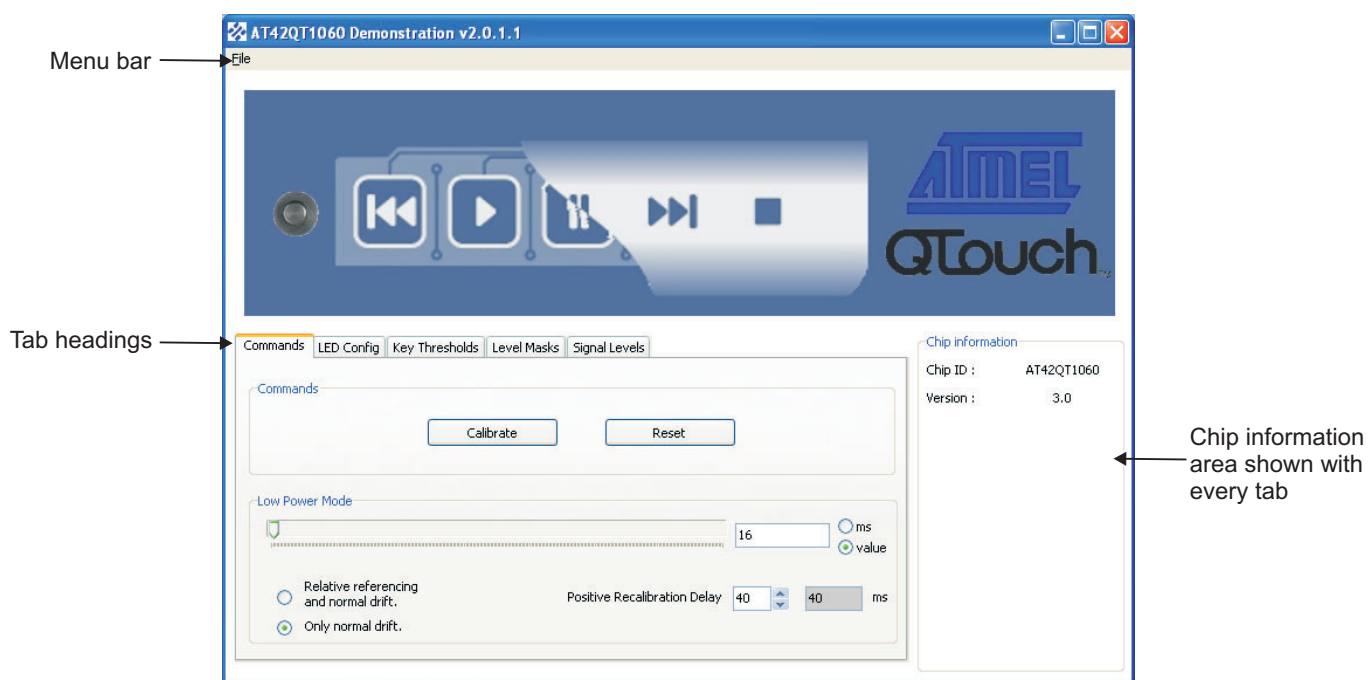 AT42QT1060 Demonstration v2.0.1.1
Menu bar
File
ATMEL
QTouch™
Tab headings
Commands LED Config Key Thresholds Level Masks Signal Levels
Commands
Calibrate Reset
Low Power Mode
16
ms
value
Relative referencing
and normal drift.
Only normal drift.
Positive Recalibration Delay 40 40 ms
Chip information
Chip ID : AT42QT1060
Version : 3.0
Chip information
area shown with
every tab